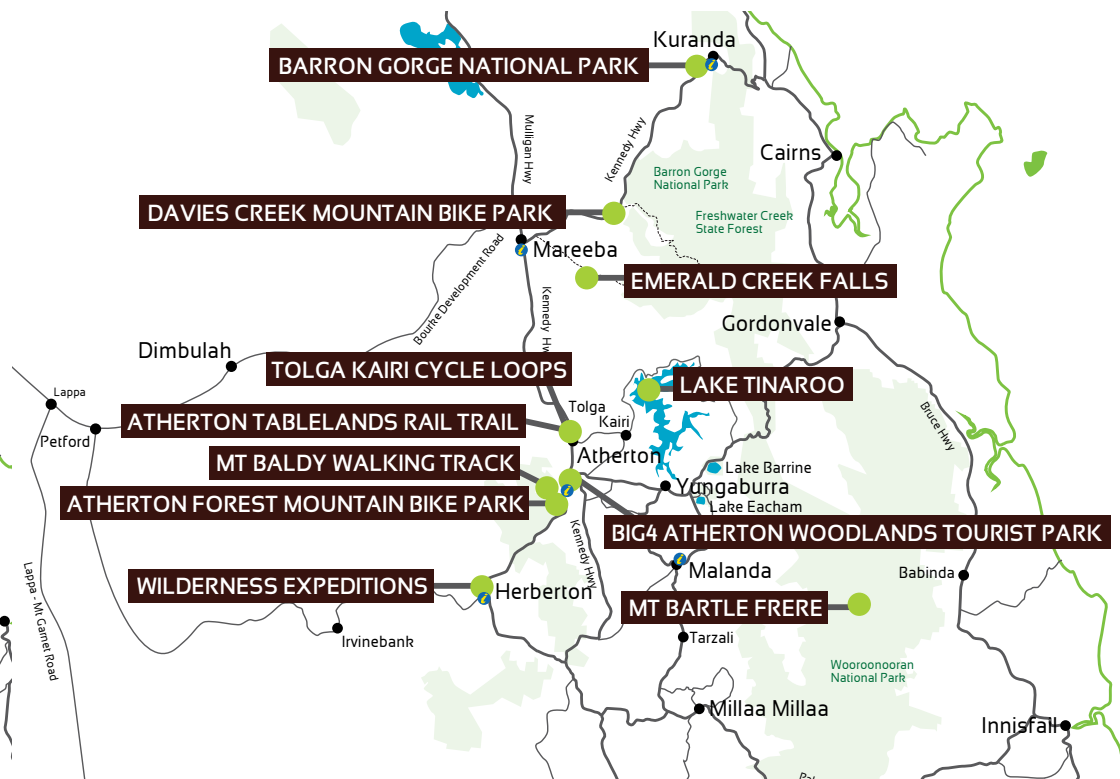 Kuranda
BARRON GORGE NATIONAL PARK
Mulligan Hwy
Kennedy Hwy
Cairns
Barron Gorge
National Park
DAVIES CREEK MOUNTAIN BIKE PARK
Freshwater Creek
State Forest
Mareeba
Bourke Development Road
EMERALD CREEK FALLS
Kennedy
Gordonvale
Dimbulah
TOLGA KAIRI CYCLE LOOPS
LAKE TINAROO
Lappa
Tolga
Kairi
ATHERTON TABLELANDS RAIL TRAIL
Petford
Bruce Hwy
Atherton
MT BALDY WALKING TRACK
Lake Barrine
Yungaburra
ATHERTON FOREST MOUNTAIN BIKE PARK
Lake Eacham
BIG4 ATHERTON WOODLANDS TOURIST PARK
Kennedy Hwy
Malanda
Babinda
WILDERNESS EXPEDITIONS
Herberton
MT BARTLE FRERE
Lappa - Mt Garnet Road
Irvinebank
Tarzali
Wooroonooran
National Park
Millaa Millaa
Innisfail